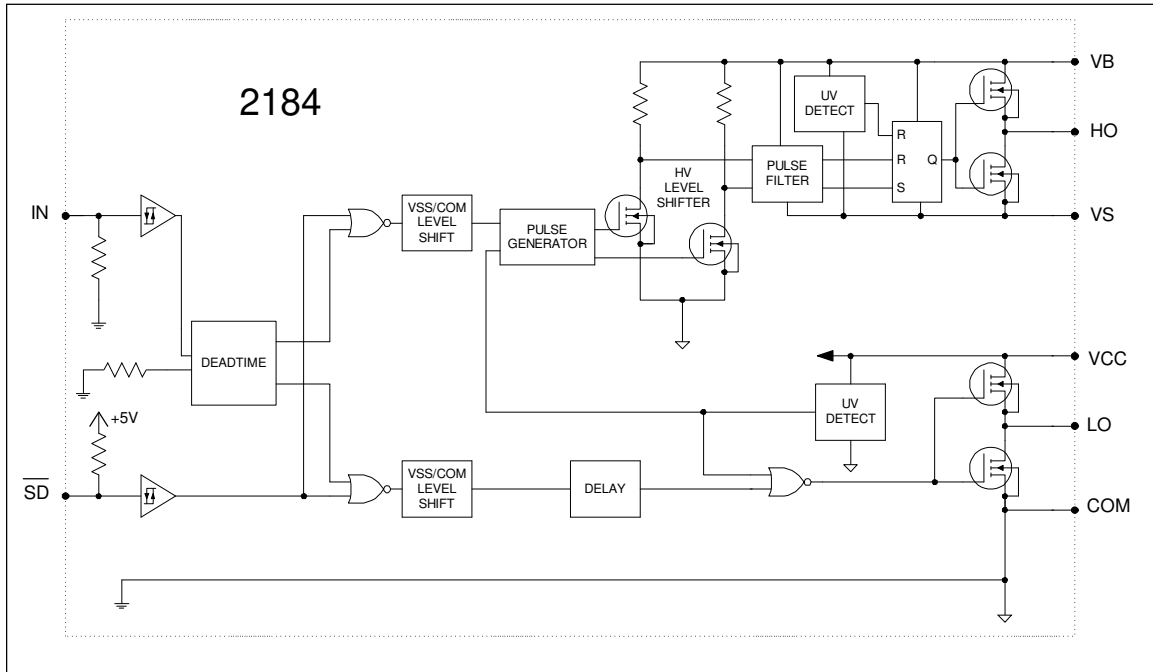 2184
VB
UV
DETECT
HO
R
R
Q
S
PULSE
FILTER
HV
LEVEL
SHIFTER
IN
VSS/COM
LEVEL
SHIFT
PULSE
GENERATOR
VS
DEADTIME
VCC
+5V
UV
DETECT
LO
SD
VSS/COM
LEVEL
SHIFT
DELAY
COM